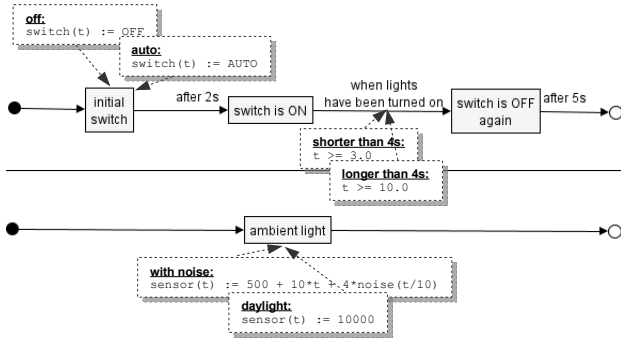 off:
switch(t) := OFF
auto:
switch(t) := AUTO
initial
switch
after 2s
switch is ON
when lights
have been turned on
switch is OFF
again
after 5s
shorter than 4s:
t >= 3.0
longer than 4s:
t >= 10.0
ambient light
with noise:
sensor(t) := 500 + 10*t + 4*noise(t/10)
daylight:
sensor(t) := 10000